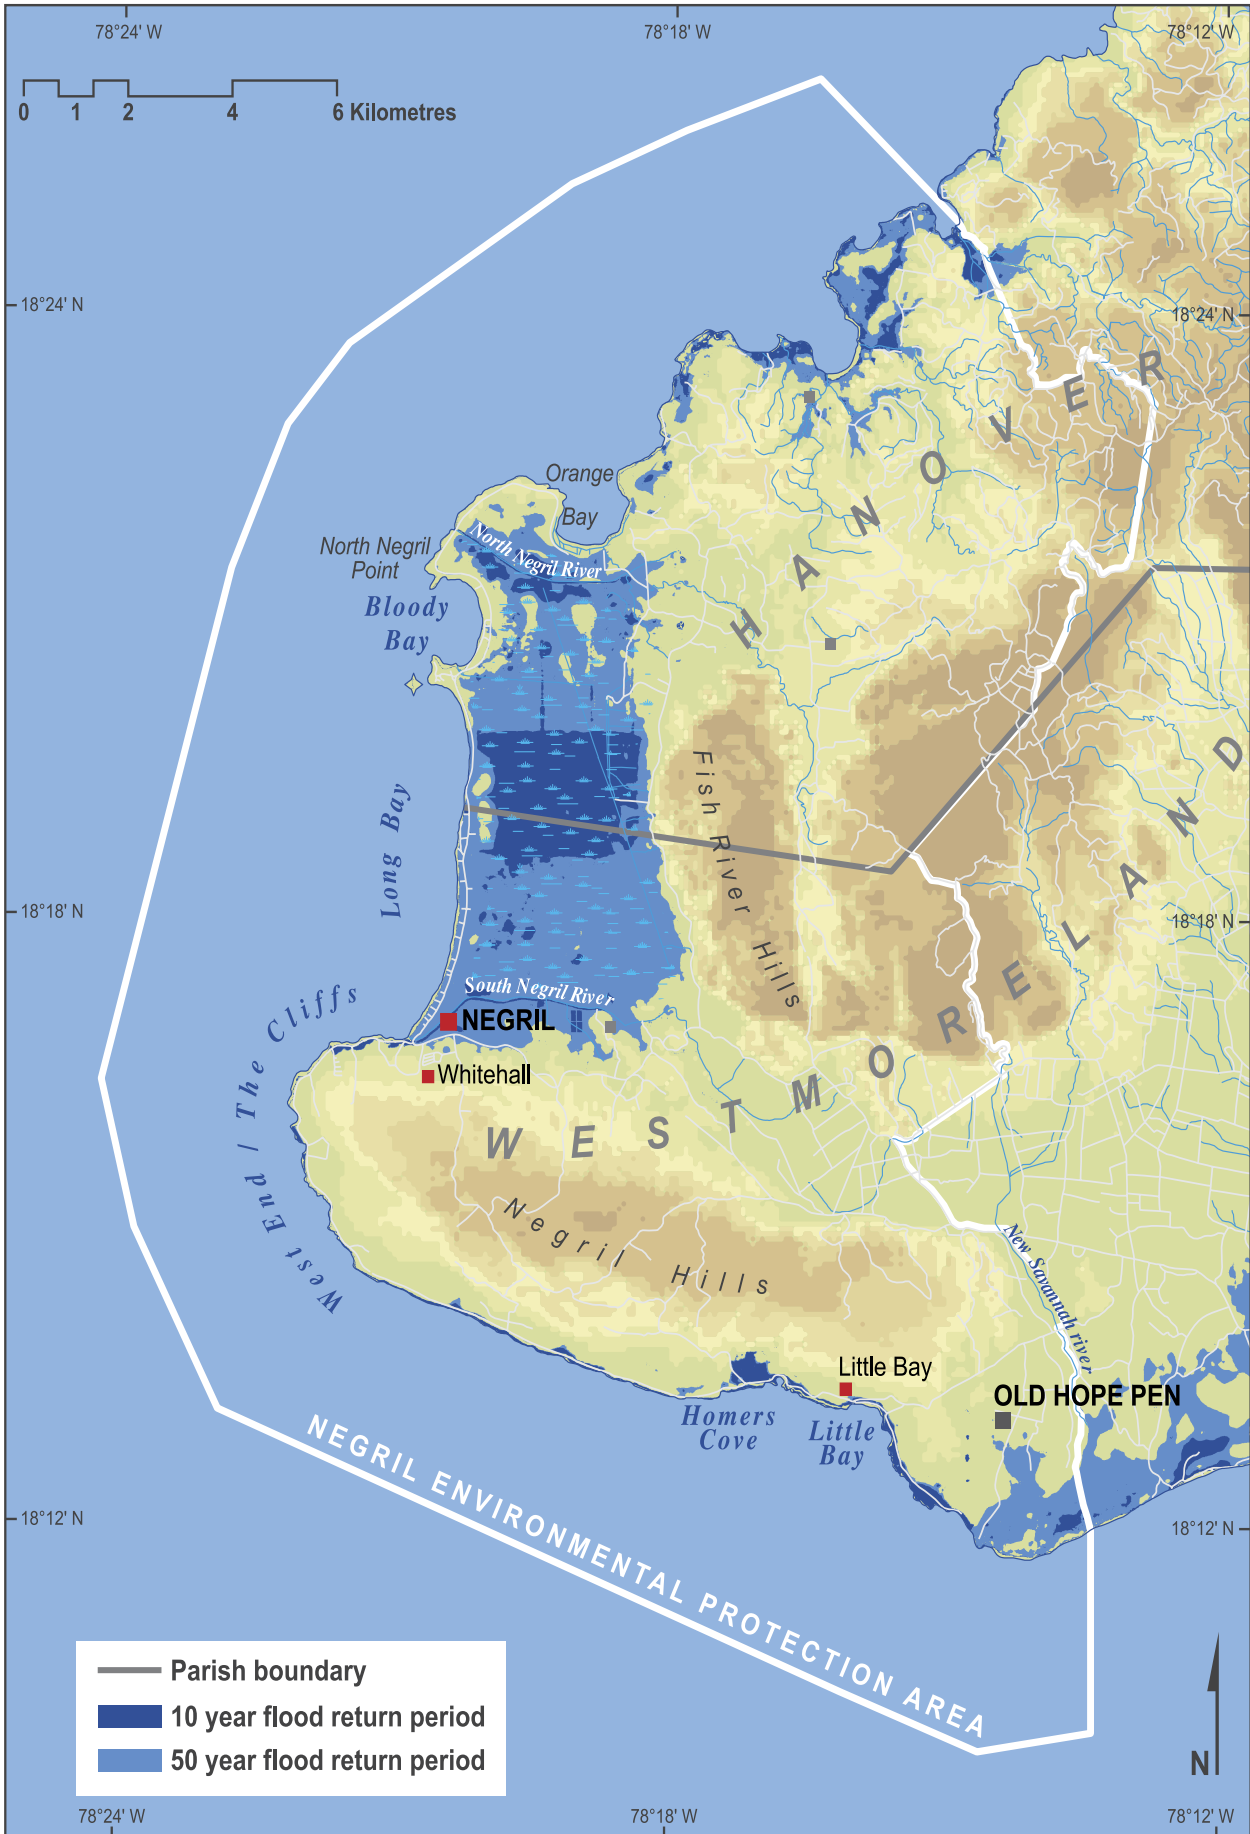 78°24' W
78°18' W
78°12' W
0 1 2 4 6 Kilometres
18°24' N
18°24' N
HANOVER
Orange
Bay
North Negril River
North Negril
Point
Bloody
Bay
Fish River Hills
Long Bay
18°18' N
18°18' N
WESTMORELAND
South Negril River
NEGRIL
West End / The Cliffs
Whitehall
Negril Hills
New Savannah river
Little Bay
OLD HOPE PEN
Homers
Cove
Little
Bay
18°12' N
18°12' N
NEGRIL ENVIRONMENTAL PROTECTION AREA
Parish boundary
10 year flood return period
50 year flood return period
N
78°24' W
78°18' W
78°12' W